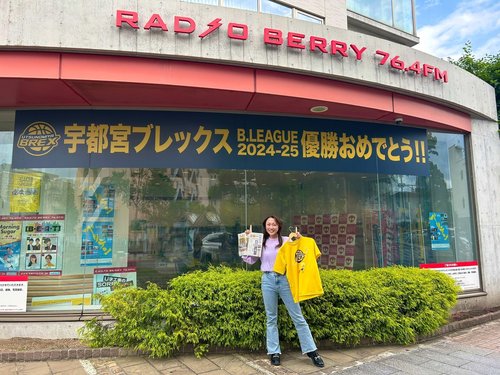 RADIO BERRY 76.4FM
UTSUNOMIYA
BREX
宇都宮ブレックス
B.LEAGUE
2024-25
優勝おめでとう!!